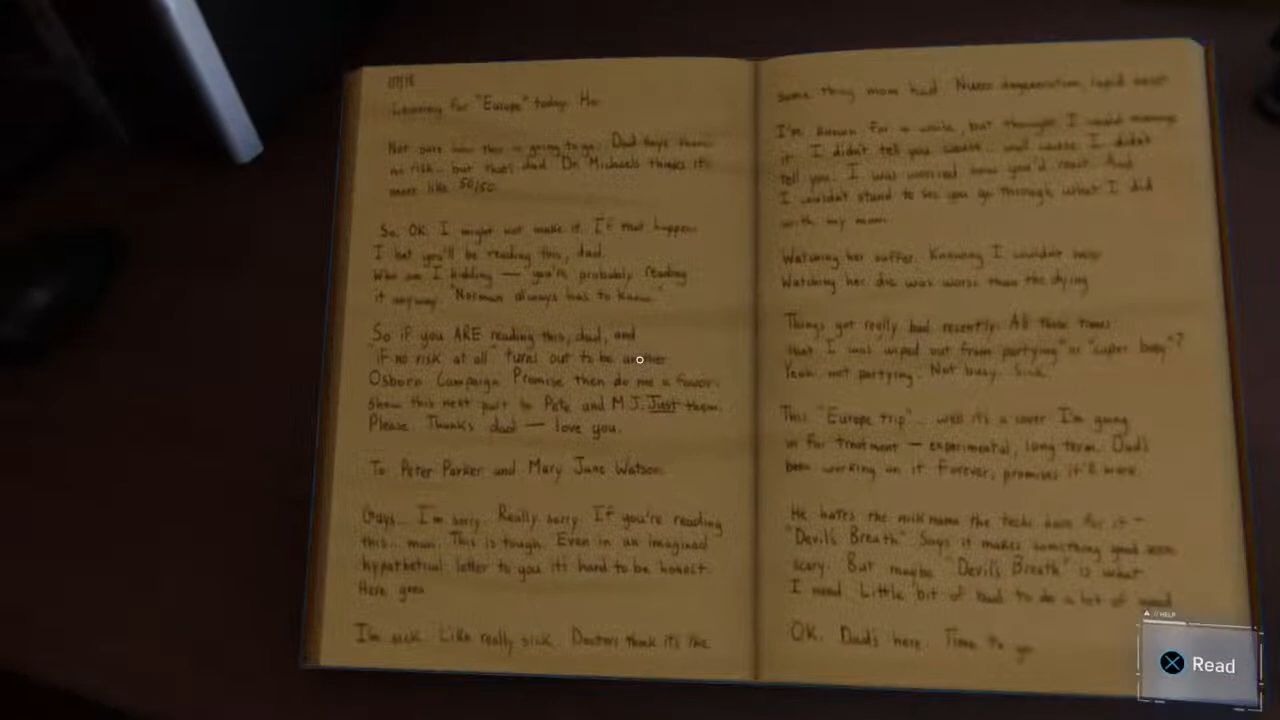 Leaving for "Europe" today. Ha.
Not sure how this is going to go. Dad says there's
no risk... but that's dad. Dr. Michaels thinks it's
more like 50/50.
So, OK. I might not make it. If that happens
I bet you'll be reading this, dad.
Who am I kidding — you're probably reading
it anyway. "Norman always has to know."
So if you ARE reading this, dad, and
"if no risk at all" turns out to be another
Osborn Campaign Promise then do me a favor:
show this next part to Pete and M.J. Just them.
Please. Thanks dad — love you.
To: Peter Parker and Mary Jane Watson
Guys... I'm sorry. Really sorry. If you're reading
this... man. This is tough. Even in an imagined
hypothetical letter to you it's hard to be honest.
Here goes
I'm sick. Like really sick. Doctors think it's the
same thing mom had. Neuro degeneration, rapid onset
I'm known for a while, but thought I could manage
it. I didn't tell you cause... well cause I didn't
tell you. I was worried how you'd react. And
I couldn't stand to see you go through what I did
with my mom.
Watching her suffer. Knowing I wouldn't
Watching her die was worse than the dying
Things got really bad recently. All those times
that I was wiped out from partying" or "super busy"?
Yeah, not partying. Not busy. Sick.
This "Europe trip"... well it's a cover. I'm going
in for treatment — experimental, long term. Dad's
been working on it forever, promises it'll work.
He hates the nickname the techs have for it —
"Devil's Breath." Says it makes something good seem
scary. But maybe "Devil's Breath" is what
I need. Little bit of bad to do a lot of good
OK. Dad's here. Time to go
// HELP
Read